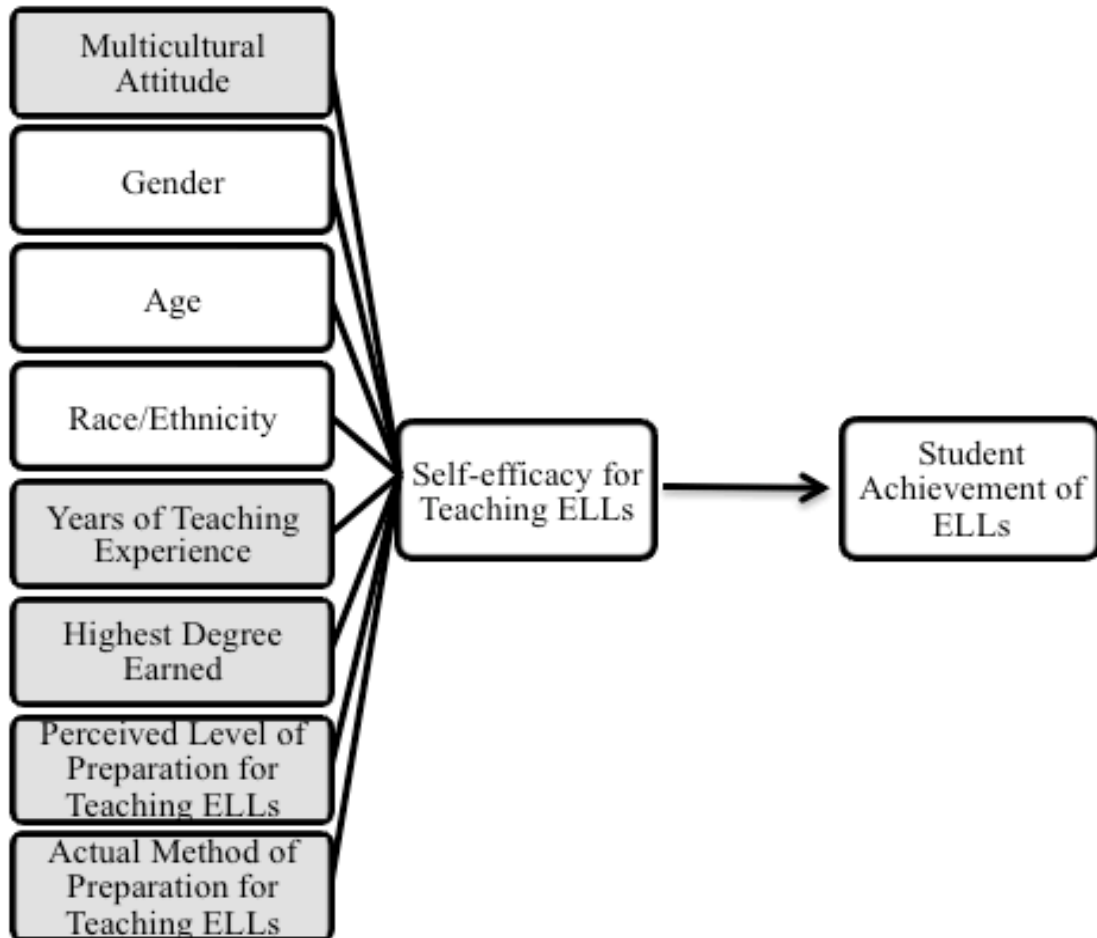 Multicultural
Attitude
Gender
Age
Race/Ethnicity
Years of Teaching
Experience
Highest Degree
Earned
Perceived Level of
Preparation for
Teaching ELLs
Actual Method of
Preparation for
Teaching ELLs
Self-efficacy for
Teaching ELLs
Student
Achievement of
ELLs